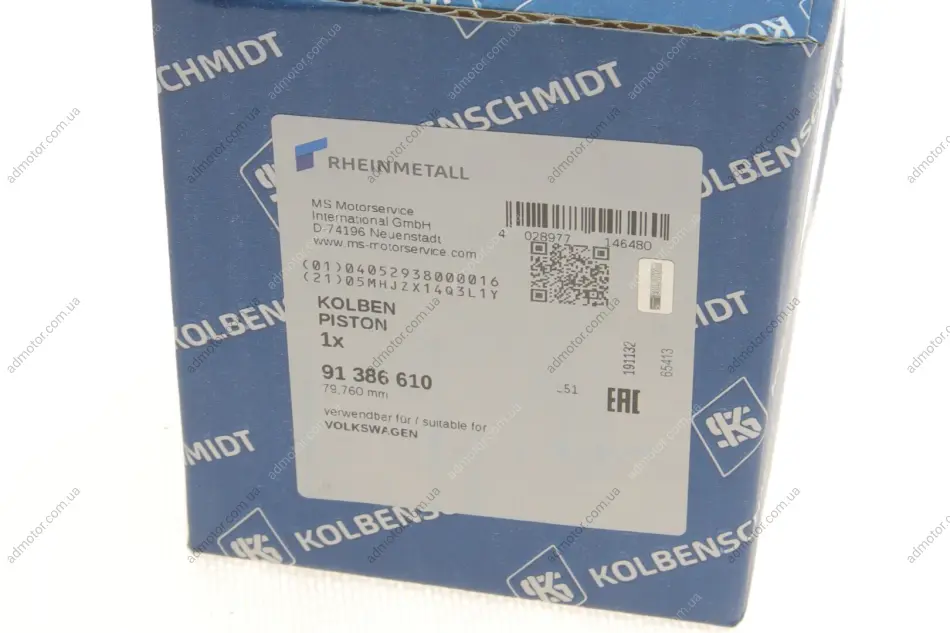 KOLBENSCHMIDT
RHEINMETALL
MS Motorservice
International GmbH
D-74196 Neuenstadt
www.ms-motorservice.com
4 028977 146480
(01)04052938000016
(21)05MHJZX14Q3L1Y
KOLBEN
PISTON
1x
91 386 610
79,760 mm
verwendbar für / suitable for
VOLKSWAGEN
L51
191132
65413
EAC
KOLBENSCHMIDT
KOLBENSCHM
admotor.com.ua